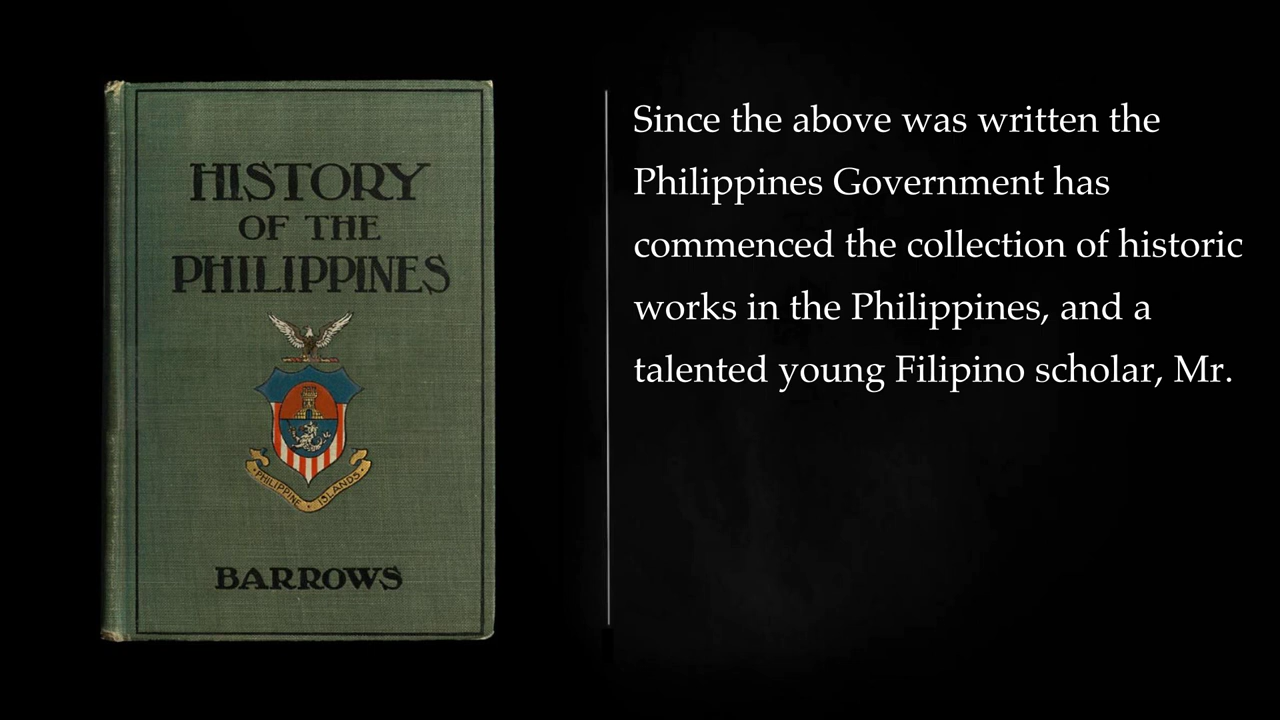 HISTORY
OF THE
PHILIPPINES
PHILIPPINE ISLANDS
BARROWS
Since the above was written the
Philippines Government has
commenced the collection of historic
works in the Philippines, and a
talented young Filipino scholar, Mr.